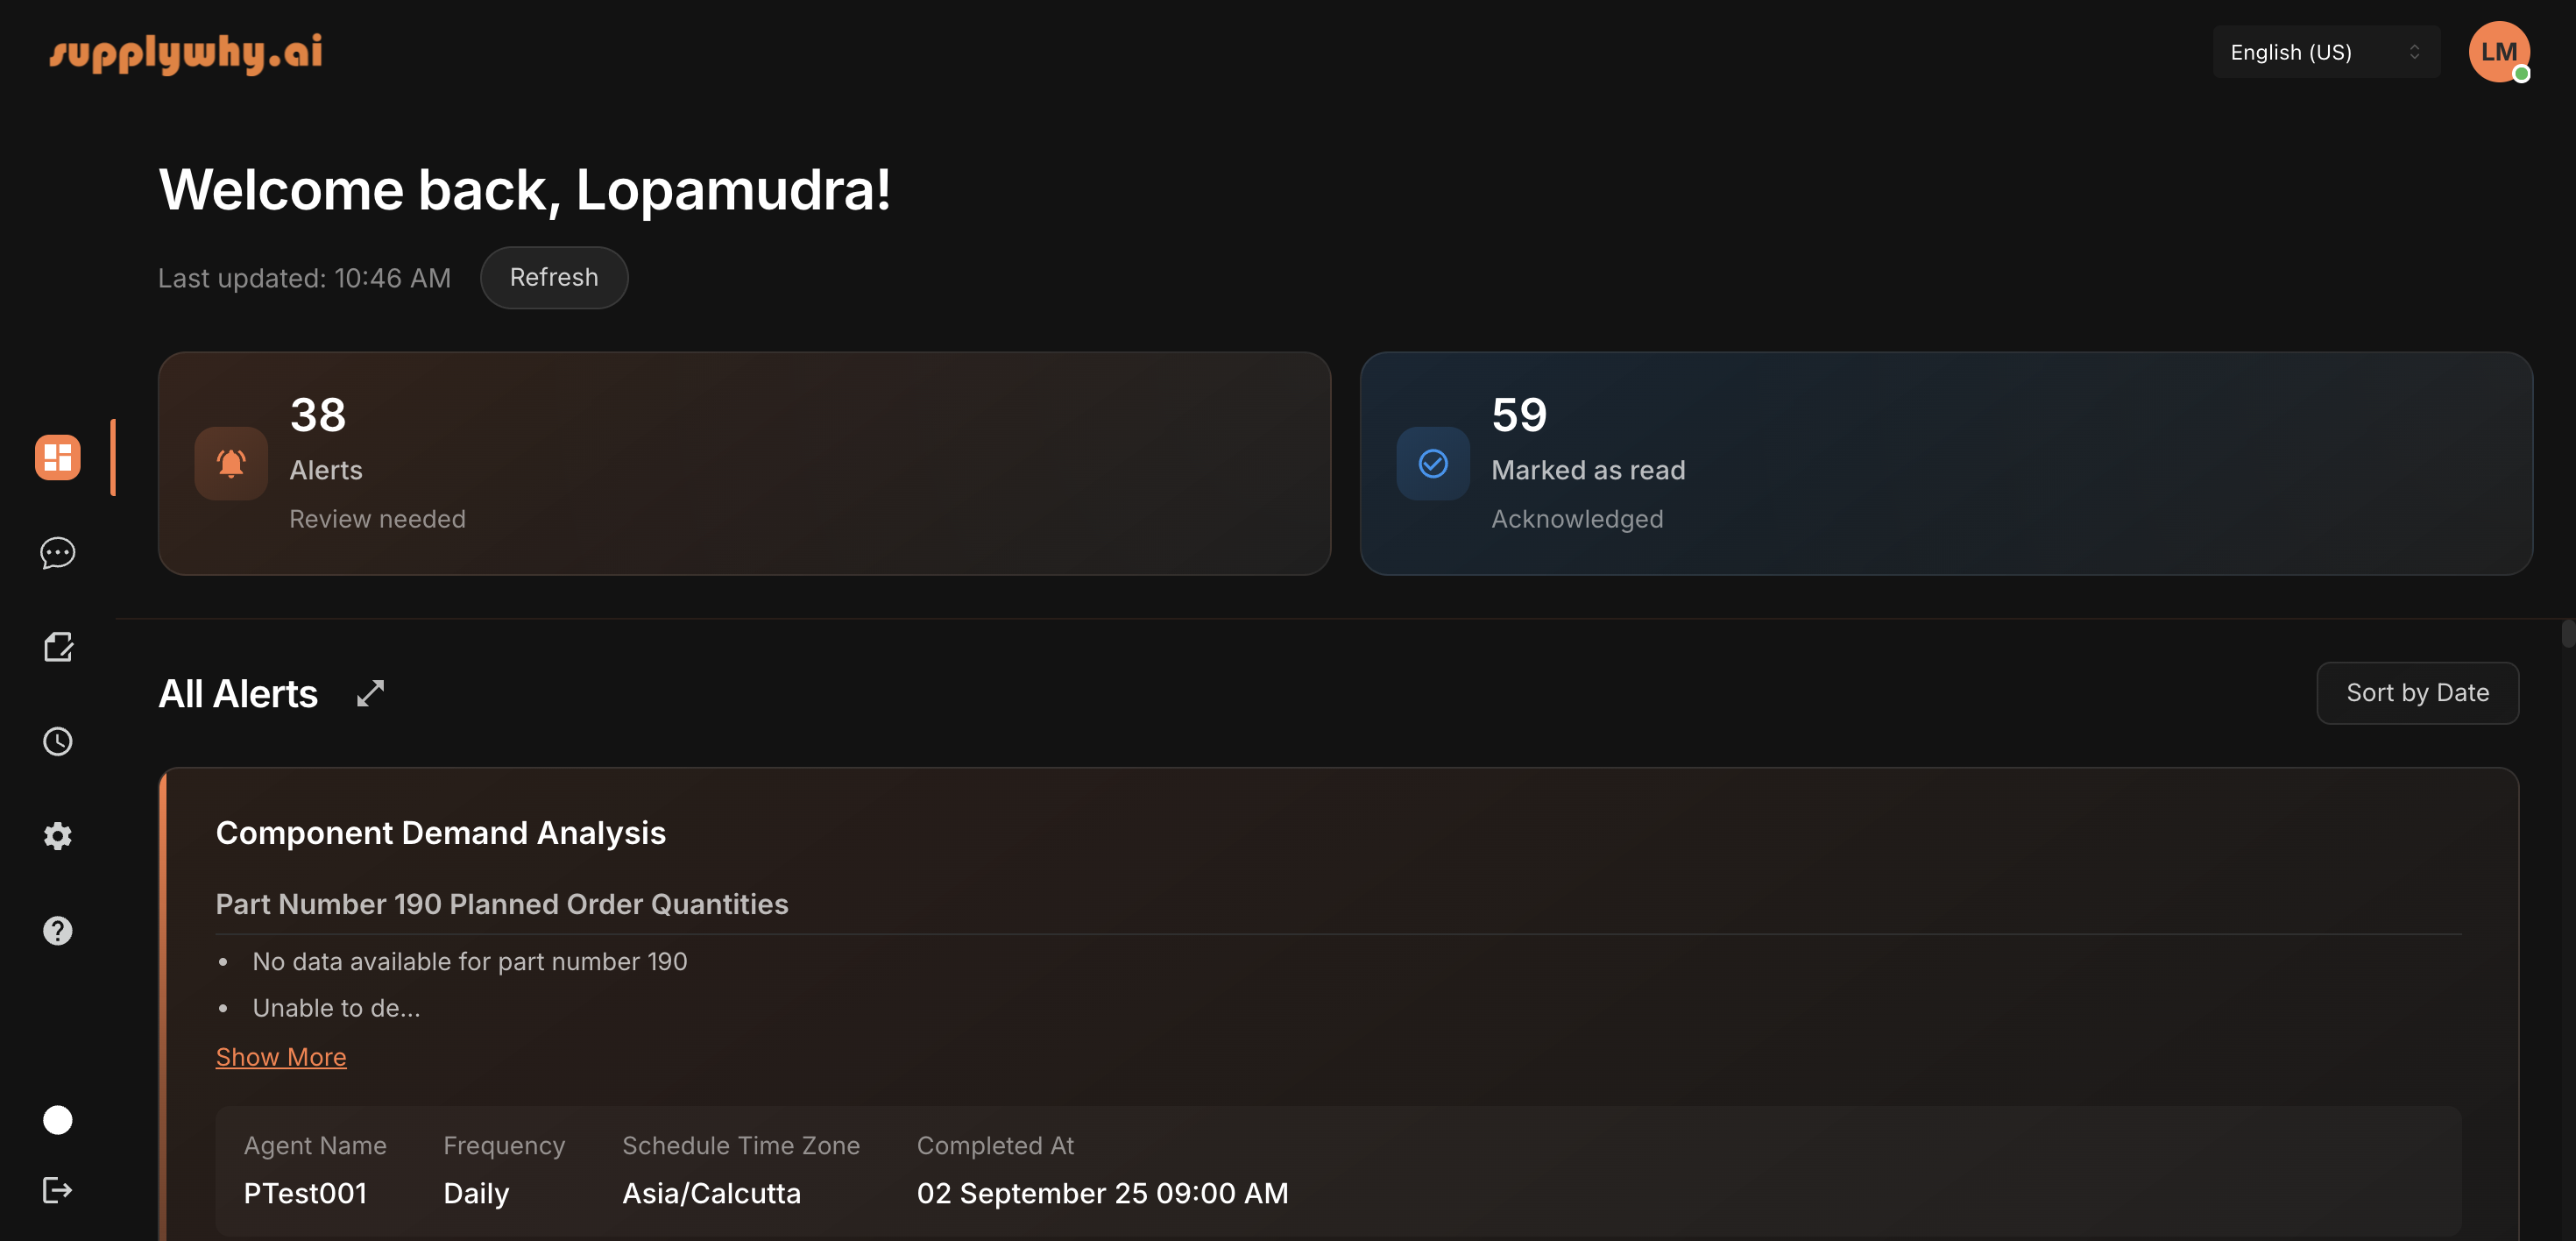 supplywhy.ai
English (US)
LM
Welcome back, Lopamudra!
Last updated: 10:46 AM
Refresh
38
Alerts
Review needed
59
Marked as read
Acknowledged
All Alerts
Sort by Date
Component Demand Analysis
Part Number 190 Planned Order Quantities
• No data available for part number 190
• Unable to de...
Show More
Agent Name Frequency Schedule Time Zone Completed At
PTest001 Daily Asia/Calcutta 02 September 25 09:00 AM